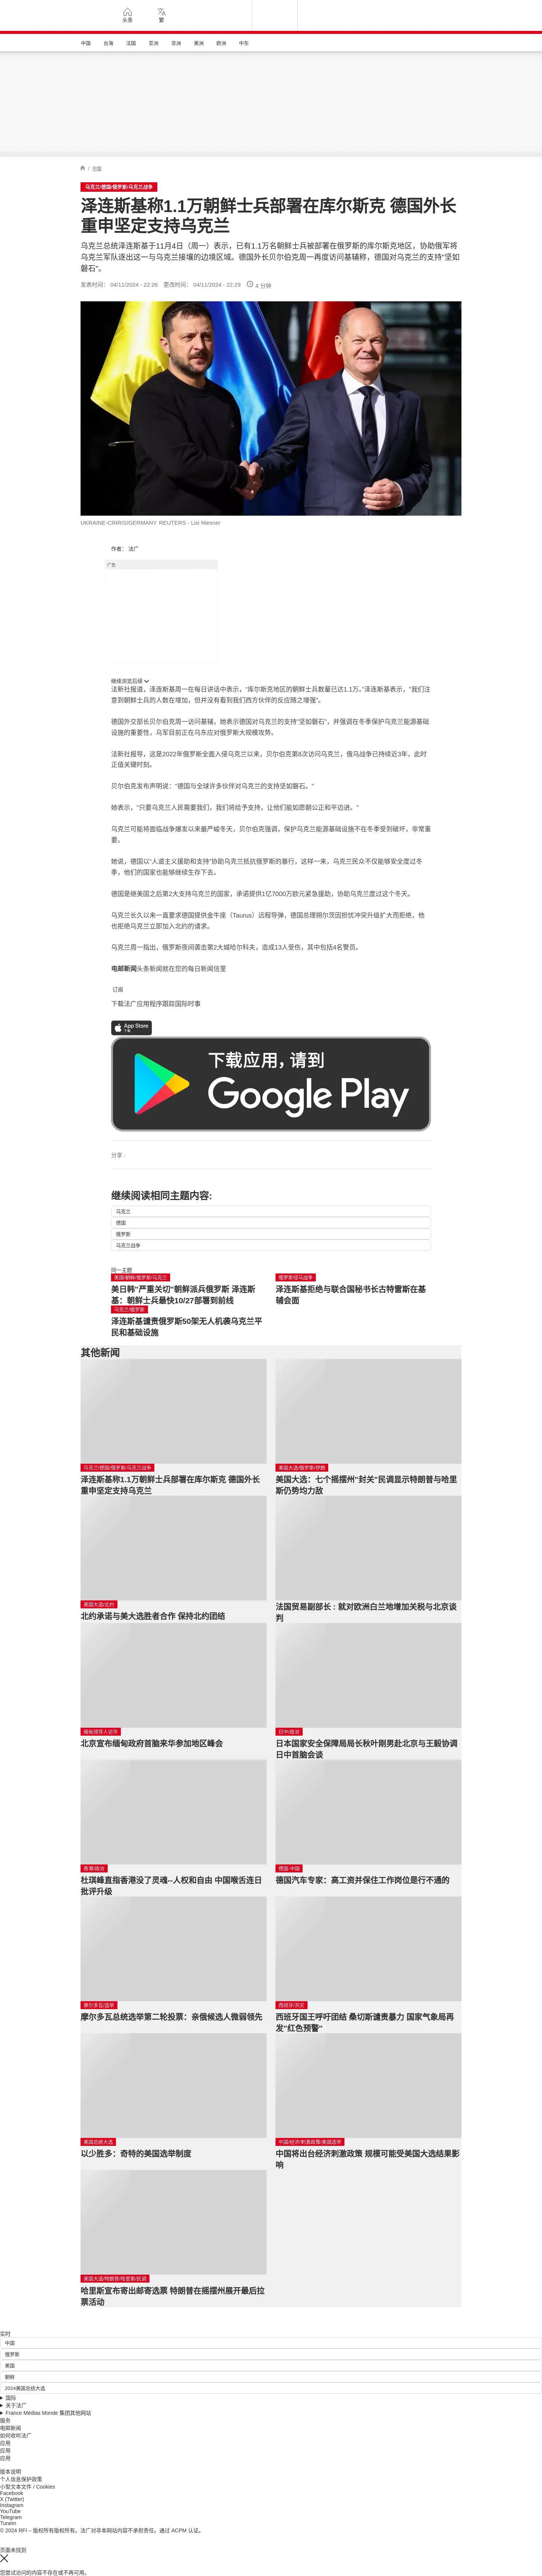 头条
繁
中国
台海
法国
亚洲
非洲
美洲
欧洲
中东
/ 中国
乌克兰/德国/俄罗斯/乌克兰战争
泽连斯基称1.1万朝鲜士兵部署在库尔斯克 德国外长
重申坚定支持乌克兰
乌克兰总统泽连斯基于11月4日（周一）表示，已有1.1万名朝鲜士兵被部署在俄罗斯的库尔斯克地区，协助俄军将
乌克兰军队逐出这一与乌克兰接壤的边境区域。德国外长贝尔伯克周一再度访问基辅称，德国对乌克兰的支持“坚如
磐石”。
发表时间： 04/11/2024 - 22:26 更改时间： 04/11/2024 - 22:29 4 分钟
UKRAINE-CRIRIS/GERMANY REUTERS - Lisi Niesner
作者： 法广
广告
继续浏览后续
法新社报道，泽连斯基周一在每日讲话中表示，“库尔斯克地区的朝鲜士兵数量已达1.1万。”泽连斯基表示，"我们注
意到朝鲜士兵的人数在增加，但并没有看到我们西方伙伴的反应随之增强"。
德国外交部长贝尔伯克周一访问基辅，她表示德国对乌克兰的支持“坚如磐石”，并强调在冬季保护乌克兰能源基础
设施的重要性，乌军目前正在乌东应对俄罗斯大规模攻势。
法新社报导，这是2022年俄罗斯全面入侵乌克兰以来，贝尔伯克第8次访问乌克兰，俄乌战争已持续近3年，此时
正值关键时刻。
贝尔伯克发布声明说：“德国与全球许多伙伴对乌克兰的支持坚如磐石。”
她表示，“只要乌克兰人民需要我们，我们将给予支持，让他们能如愿朝公正和平迈进。”
乌克兰可能将面临战争爆发以来最严峻冬天，贝尔伯克强调，保护乌克兰能源基础设施不在冬季受到破坏，非常重
要。
她说，德国以“人道主义援助和支持”协助乌克兰抵抗俄罗斯的暴行，这样一来，乌克兰民众不仅能够安全度过冬
季，他们的国家也能够继续生存下去。
德国是继美国之后第2大支持乌克兰的国家，承诺提供1亿7000万欧元紧急援助，协助乌克兰度过这个冬天。
乌克兰长久以来一直要求德国提供金牛座（Taurus）远程导弹，德国总理朔尔茨因担忧冲突升级扩大而拒绝，他
也拒绝乌克兰立即加入北约的请求。
乌克兰周一指出，俄罗斯夜间袭击第2大城哈尔科夫，造成13人受伤，其中包括4名警员。
电邮新闻头条新闻就在您的每日新闻信里
订阅
下载法广应用程序跟踪国际时事
App Store
下载
下载应用，请到
Google Play
分享 :
继续阅读相同主题内容:
乌克兰
德国
俄罗斯
乌克兰战争
同一主题
美国/朝鲜/俄罗斯/乌克兰
美日韩“严重关切”朝鲜派兵俄罗斯 泽连斯
基：朝鲜士兵最快10/27部署到前线
俄罗斯侵乌战争
泽连斯基拒绝与联合国秘书长古特雷斯在基
辅会面
乌克兰/俄罗斯
泽连斯基谴责俄罗斯50架无人机袭乌克兰平
民和基础设施
其他新闻
乌克兰/德国/俄罗斯/乌克兰战争
泽连斯基称1.1万朝鲜士兵部署在库尔斯克 德国外长
重申坚定支持乌克兰
美国大选/俄罗斯/伊朗
美国大选：七个摇摆州"封关"民调显示特朗普与哈里
斯仍势均力敌
美国大选/北约
北约承诺与美大选胜者合作 保持北约团结
法国贸易副部长 : 就对欧洲白兰地增加关税与北京谈
判
缅甸领导人访华
北京宣布缅甸政府首脑来华参加地区峰会
日中/政治
日本国家安全保障局局长秋叶刚男赴北京与王毅协调
日中首脑会谈
香港/政治
杜琪峰直指香港没了灵魂--人权和自由 中国喉舌连日
批评升级
德国-中国
德国汽车专家：高工资并保住工作岗位是行不通的
摩尔多瓦/选举
摩尔多瓦总统选举第二轮投票：亲俄候选人微弱领先
西班牙/洪灾
西班牙国王呼吁团结 桑切斯谴责暴力 国家气象局再
发"红色预警"
美国总统大选
以少胜多：奇特的美国选举制度
中国/经济/刺激政策/美国选举
中国将出台经济刺激政策 规模可能受美国大选结果影
响
美国大选/特朗普/哈里斯/民调
哈里斯宣布寄出邮寄选票 特朗普在摇摆州展开最后拉
票活动
实时
中国
俄罗斯
美国
朝鲜
2024美国总统大选
国际
关于法广
France Médias Monde 集团其他网站
服务
电邮新闻
如何收听法广
应用
应用
应用
版本说明
个人信息保护政策
小型文本文件 / Cookies
Facebook
X (Twitter)
Instagram
YouTube
Telegram
TuneIn
© 2024 RFI – 版权所有版权所有。法广对非本网站内容不承担责任。通过 ACPM 认证。
页面未找到
您尝试访问的内容不存在或不再可用。